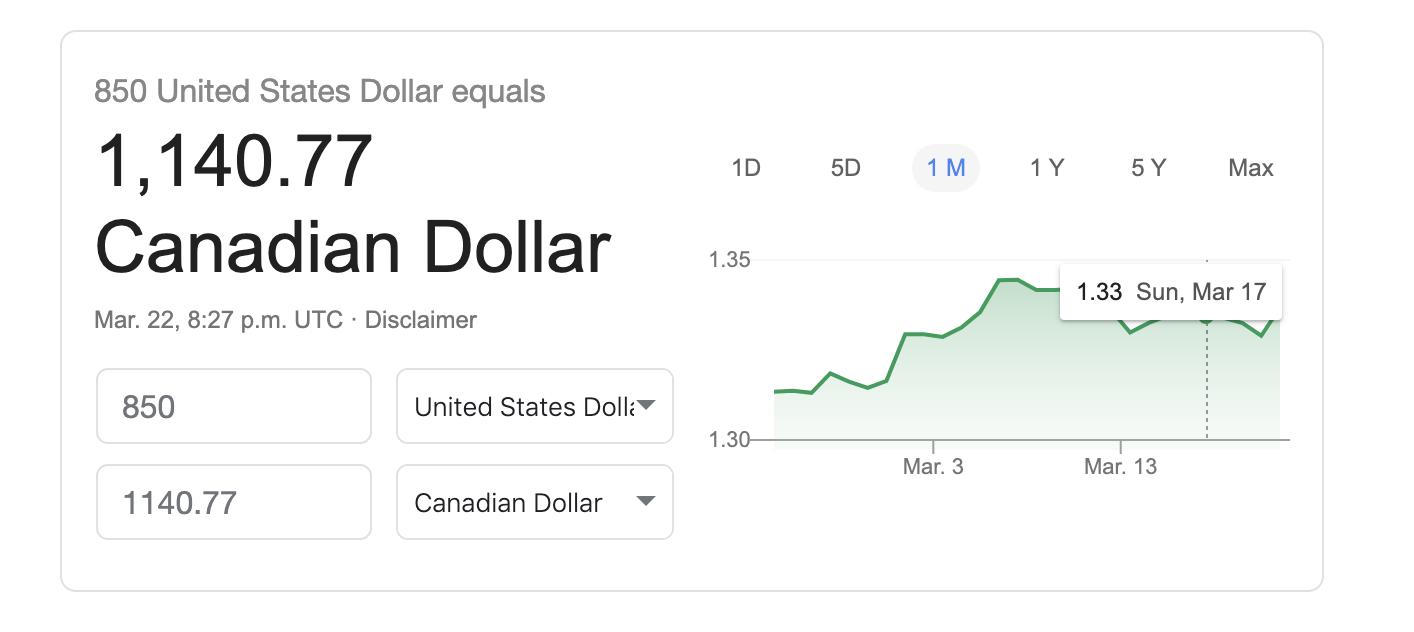 850 United States Dollar equals
1,140.77
Canadian Dollar
Mar. 22, 8:27 p.m. UTC · Disclaimer
850
United States
1140.77
Canadian Dollar
1D 5D 1 M 1 Y 5 Y Max
1.35
1.33 Sun, Mar 17
1.30
Mar. 3 Mar. 13